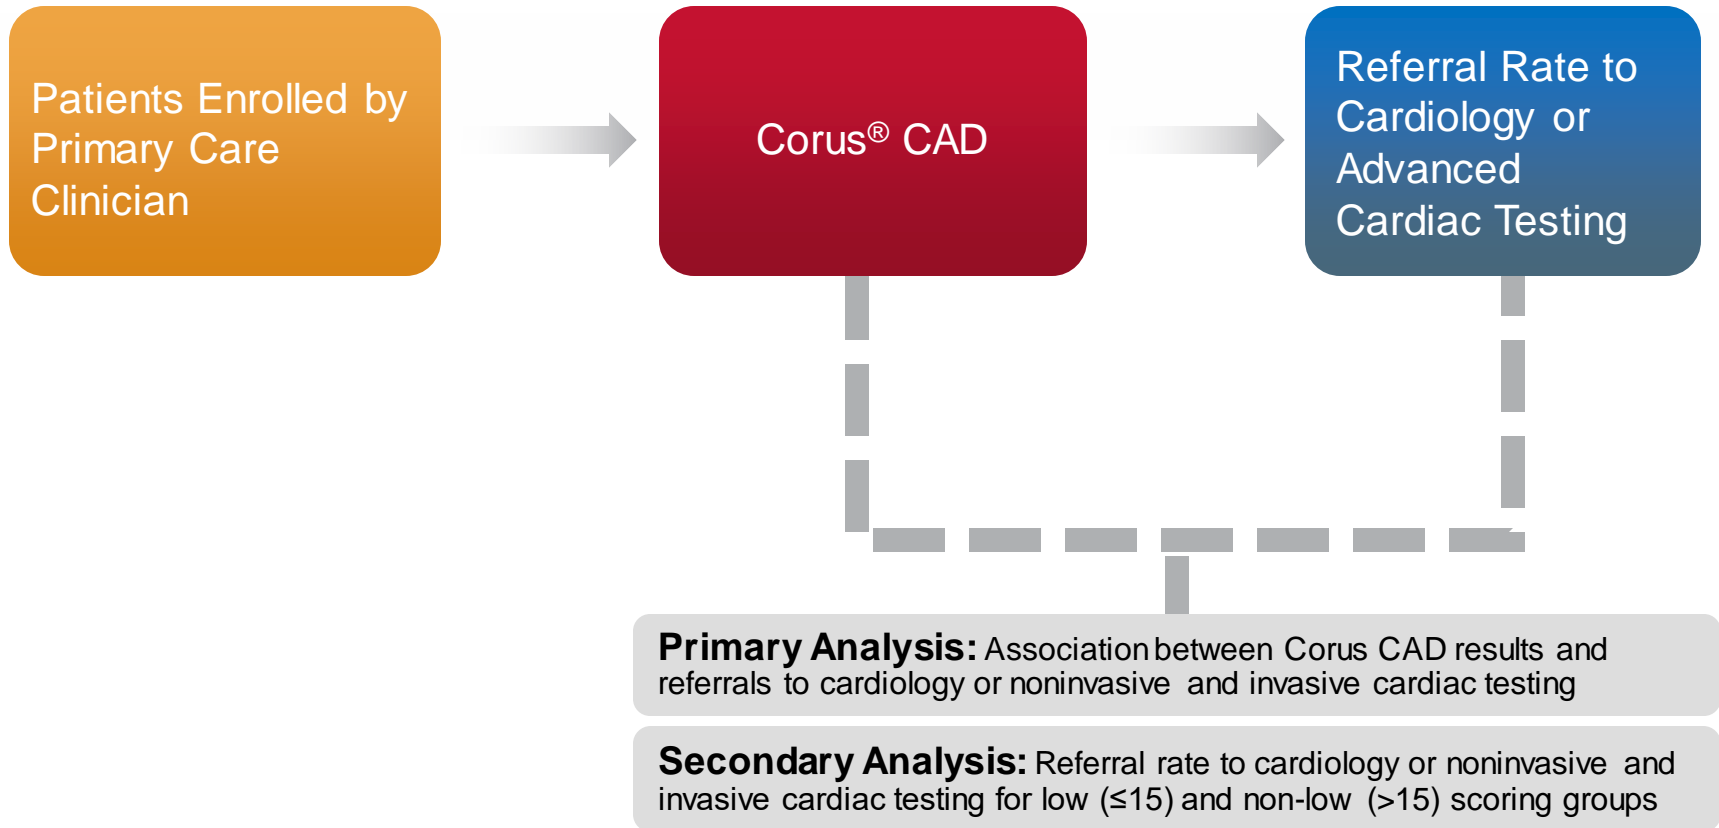 Patients Enrolled by
Primary Care
Clinician
Corus® CAD
Referral Rate to
Cardiology or
Advanced
Cardiac Testing
Primary Analysis: Association between Corus CAD results and
referrals to cardiology or noninvasive and invasive cardiac testing
Secondary Analysis: Referral rate to cardiology or noninvasive and
invasive cardiac testing for low (≤15) and non-low (>15) scoring groups